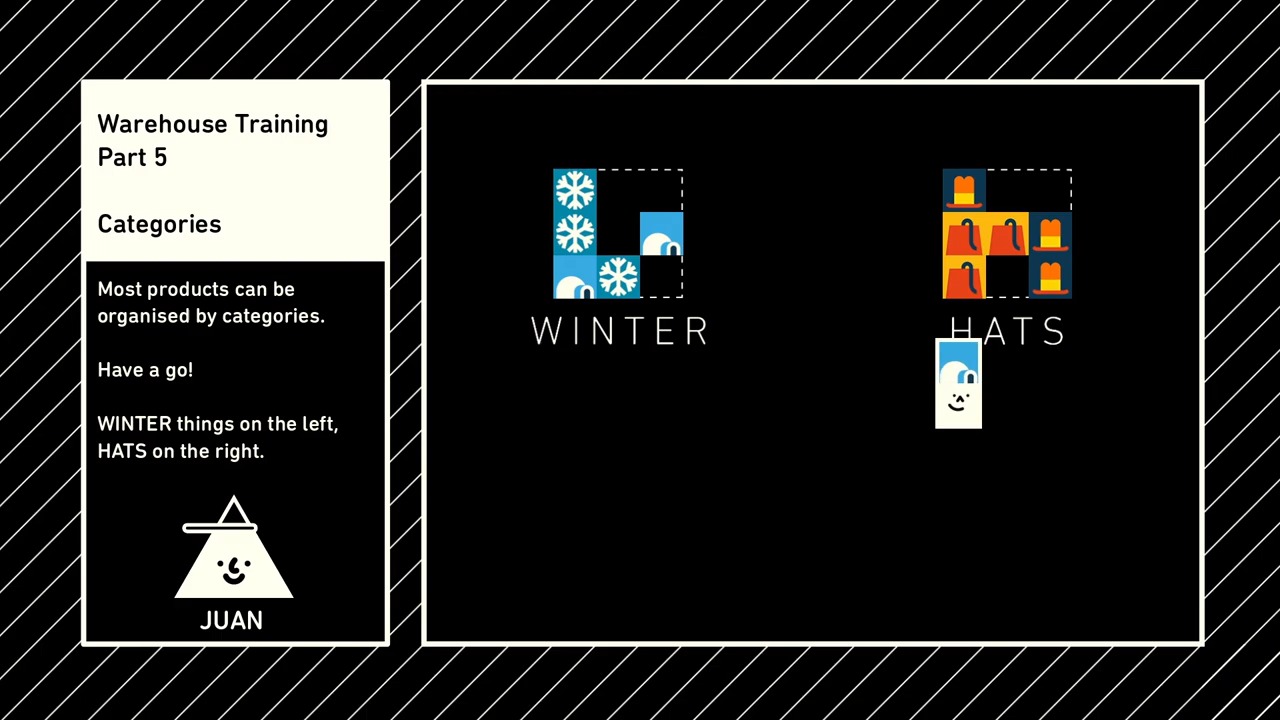 Warehouse Training
Part 5
Categories
Most products can be
organised by categories.
Have a go!
WINTER things on the left,
HATS on the right.
JUAN
WINTER
HATS